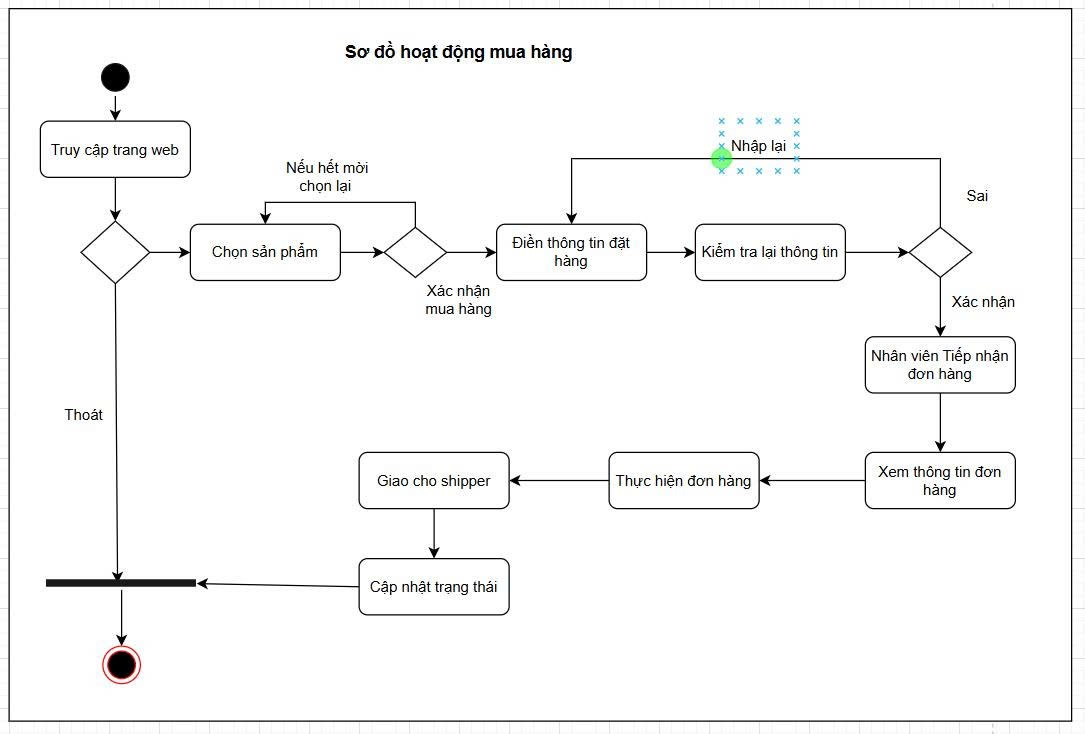 Sơ đồ hoạt động mua hàng
Truy cập trang web
Nếu hết mời
chọn lại
Nhập lại
Sai
Chọn sản phẩm
Điền thông tin đặt
hàng
Kiểm tra lại thông tin
Xác nhận
mua hàng
Xác nhận
Nhân viên Tiếp nhận
đơn hàng
Thoát
Giao cho shipper
Thực hiện đơn hàng
Xem thông tin đơn
hàng
Cập nhật trạng thái